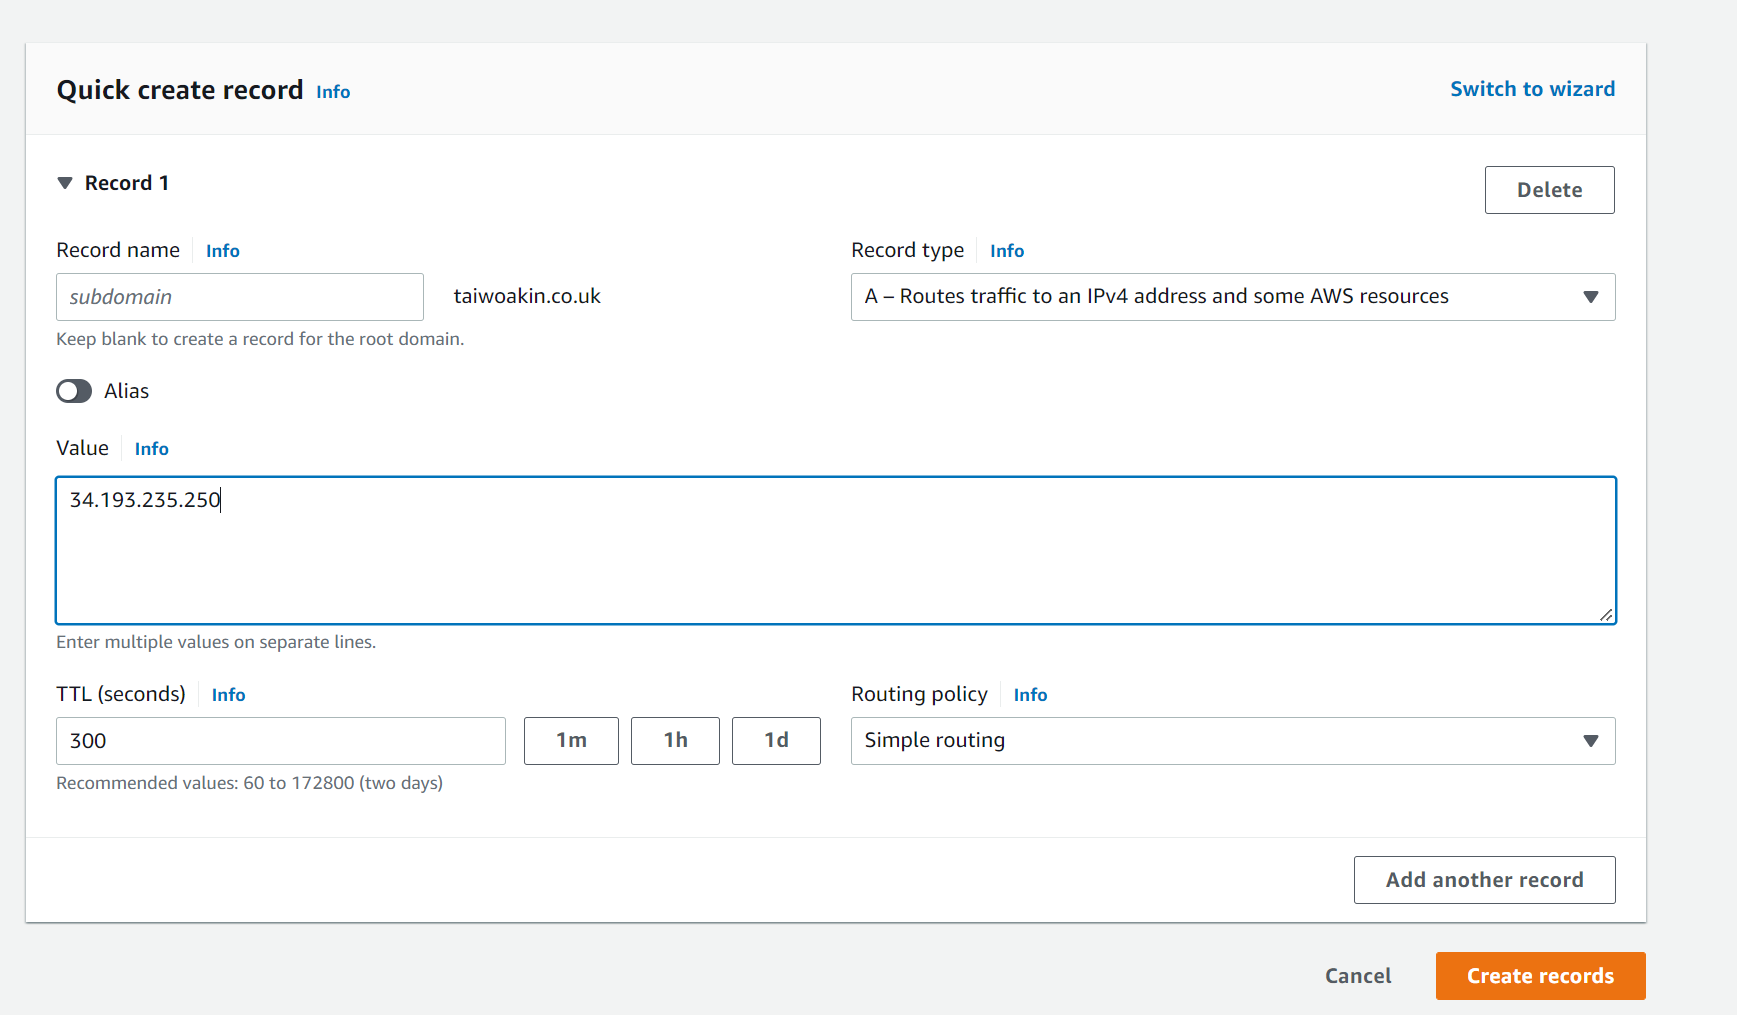 Quick create record Info
Switch to wizard
Record 1
Delete
Record name Info
subdomain
taiwoakin.co.uk
Keep blank to create a record for the root domain.
Record type Info
A – Routes traffic to an IPv4 address and some AWS resources
Alias
Value Info
34.193.235.250
Enter multiple values on separate lines.
TTL (seconds) Info
300
1m
1h
1d
Recommended values: 60 to 172800 (two days)
Routing policy Info
Simple routing
Add another record
Cancel
Create records